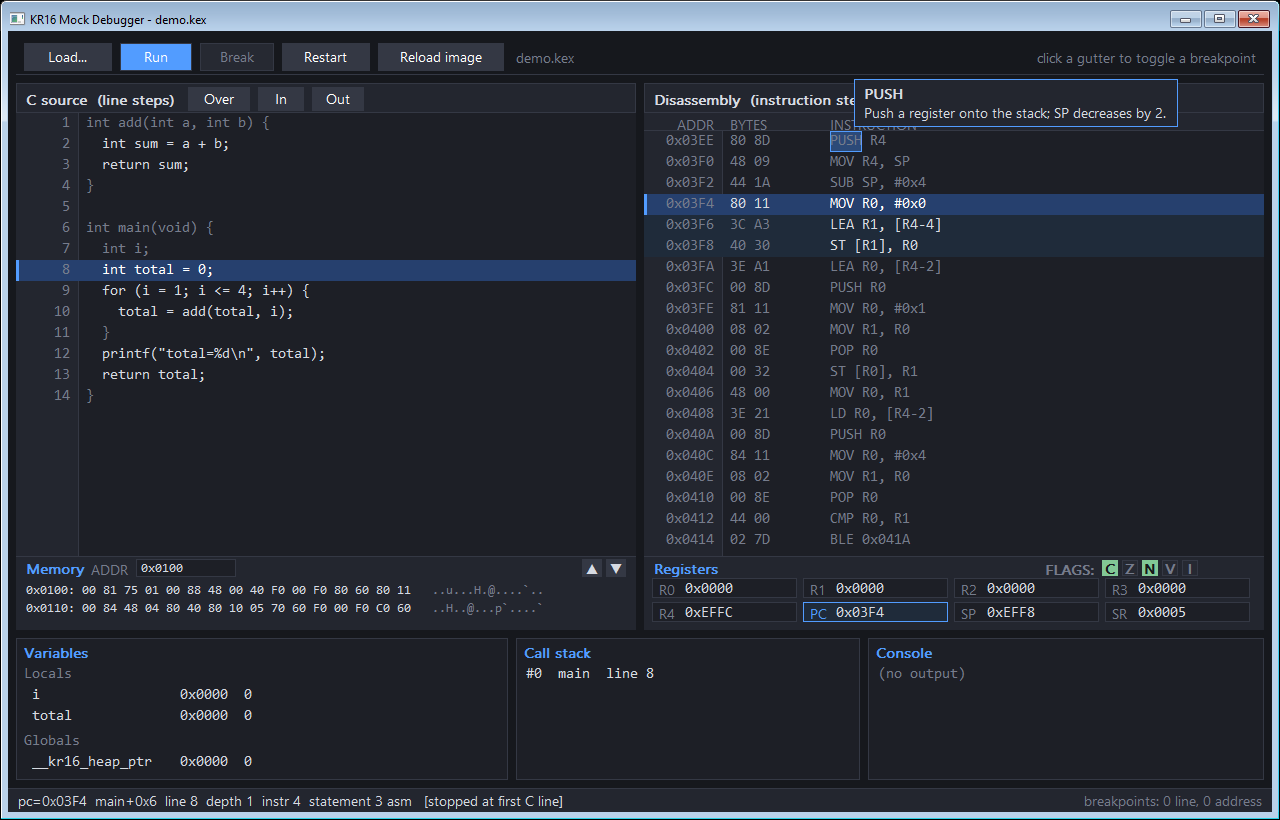 KR16 Mock Debugger - demo.kex
Load... Run Break Restart Reload image demo.kex click a gutter to toggle a breakpoint
C source (line steps) Over In Out
1 int add(int a, int b) {
2 int sum = a + b;
3 return sum;
4 }
5
6 int main(void) {
7 int i;
8 int total = 0;
9 for (i = 1; i <= 4; i++) {
10 total = add(total, i);
11 }
12 printf("total=%d\n", total);
13 return total;
14 }
Disassembly (instruction ste
PUSH
Push a register onto the stack; SP decreases by 2.
ADDR BYTES INSTRUCTION
0x03EE 80 8D PUSH R4
0x03F0 48 09 MOV R4, SP
0x03F2 44 1A SUB SP, #0x4
0x03F4 80 11 MOV R0, #0x0
0x03F6 3C A3 LEA R1, [R4-4]
0x03F8 40 30 ST [R1], R0
0x03FA 3E A1 LEA R0, [R4-2]
0x03FC 00 8D PUSH R0
0x03FE 81 11 MOV R0, #0x1
0x0400 08 02 MOV R1, R0
0x0402 00 8E POP R0
0x0404 00 32 ST [R0], R1
0x0406 48 00 MOV R0, R1
0x0408 3E 21 LD R0, [R4-2]
0x040A 00 8D PUSH R0
0x040C 84 11 MOV R0, #0x4
0x040E 08 02 MOV R1, R0
0x0410 00 8E POP R0
0x0412 44 00 CMP R0, R1
0x0414 02 7D BLE 0x041A
Memory ADDR 0x0100 ▲ ▼
0x0100: 00 81 75 01 00 88 48 00 40 F0 00 F0 80 60 80 11 ..u...H.@....`..
0x0110: 00 84 48 04 80 40 80 10 05 70 60 F0 00 F0 C0 60 ..H..@...p`....`
Registers FLAGS: C Z N V I
R0 0x0000 R1 0x0000 R2 0x0000 R3 0x0000
R4 0xEFFC PC 0x03F4 SP 0xEFF8 SR 0x0005
Variables
Locals
i 0x0000 0
total 0x0000 0
Globals
__kr16_heap_ptr 0x0000 0
Call stack
#0 main line 8
Console
(no output)
pc=0x03F4 main+0x6 line 8 depth 1 instr 4 statement 3 asm [stopped at first C line] breakpoints: 0 line, 0 address